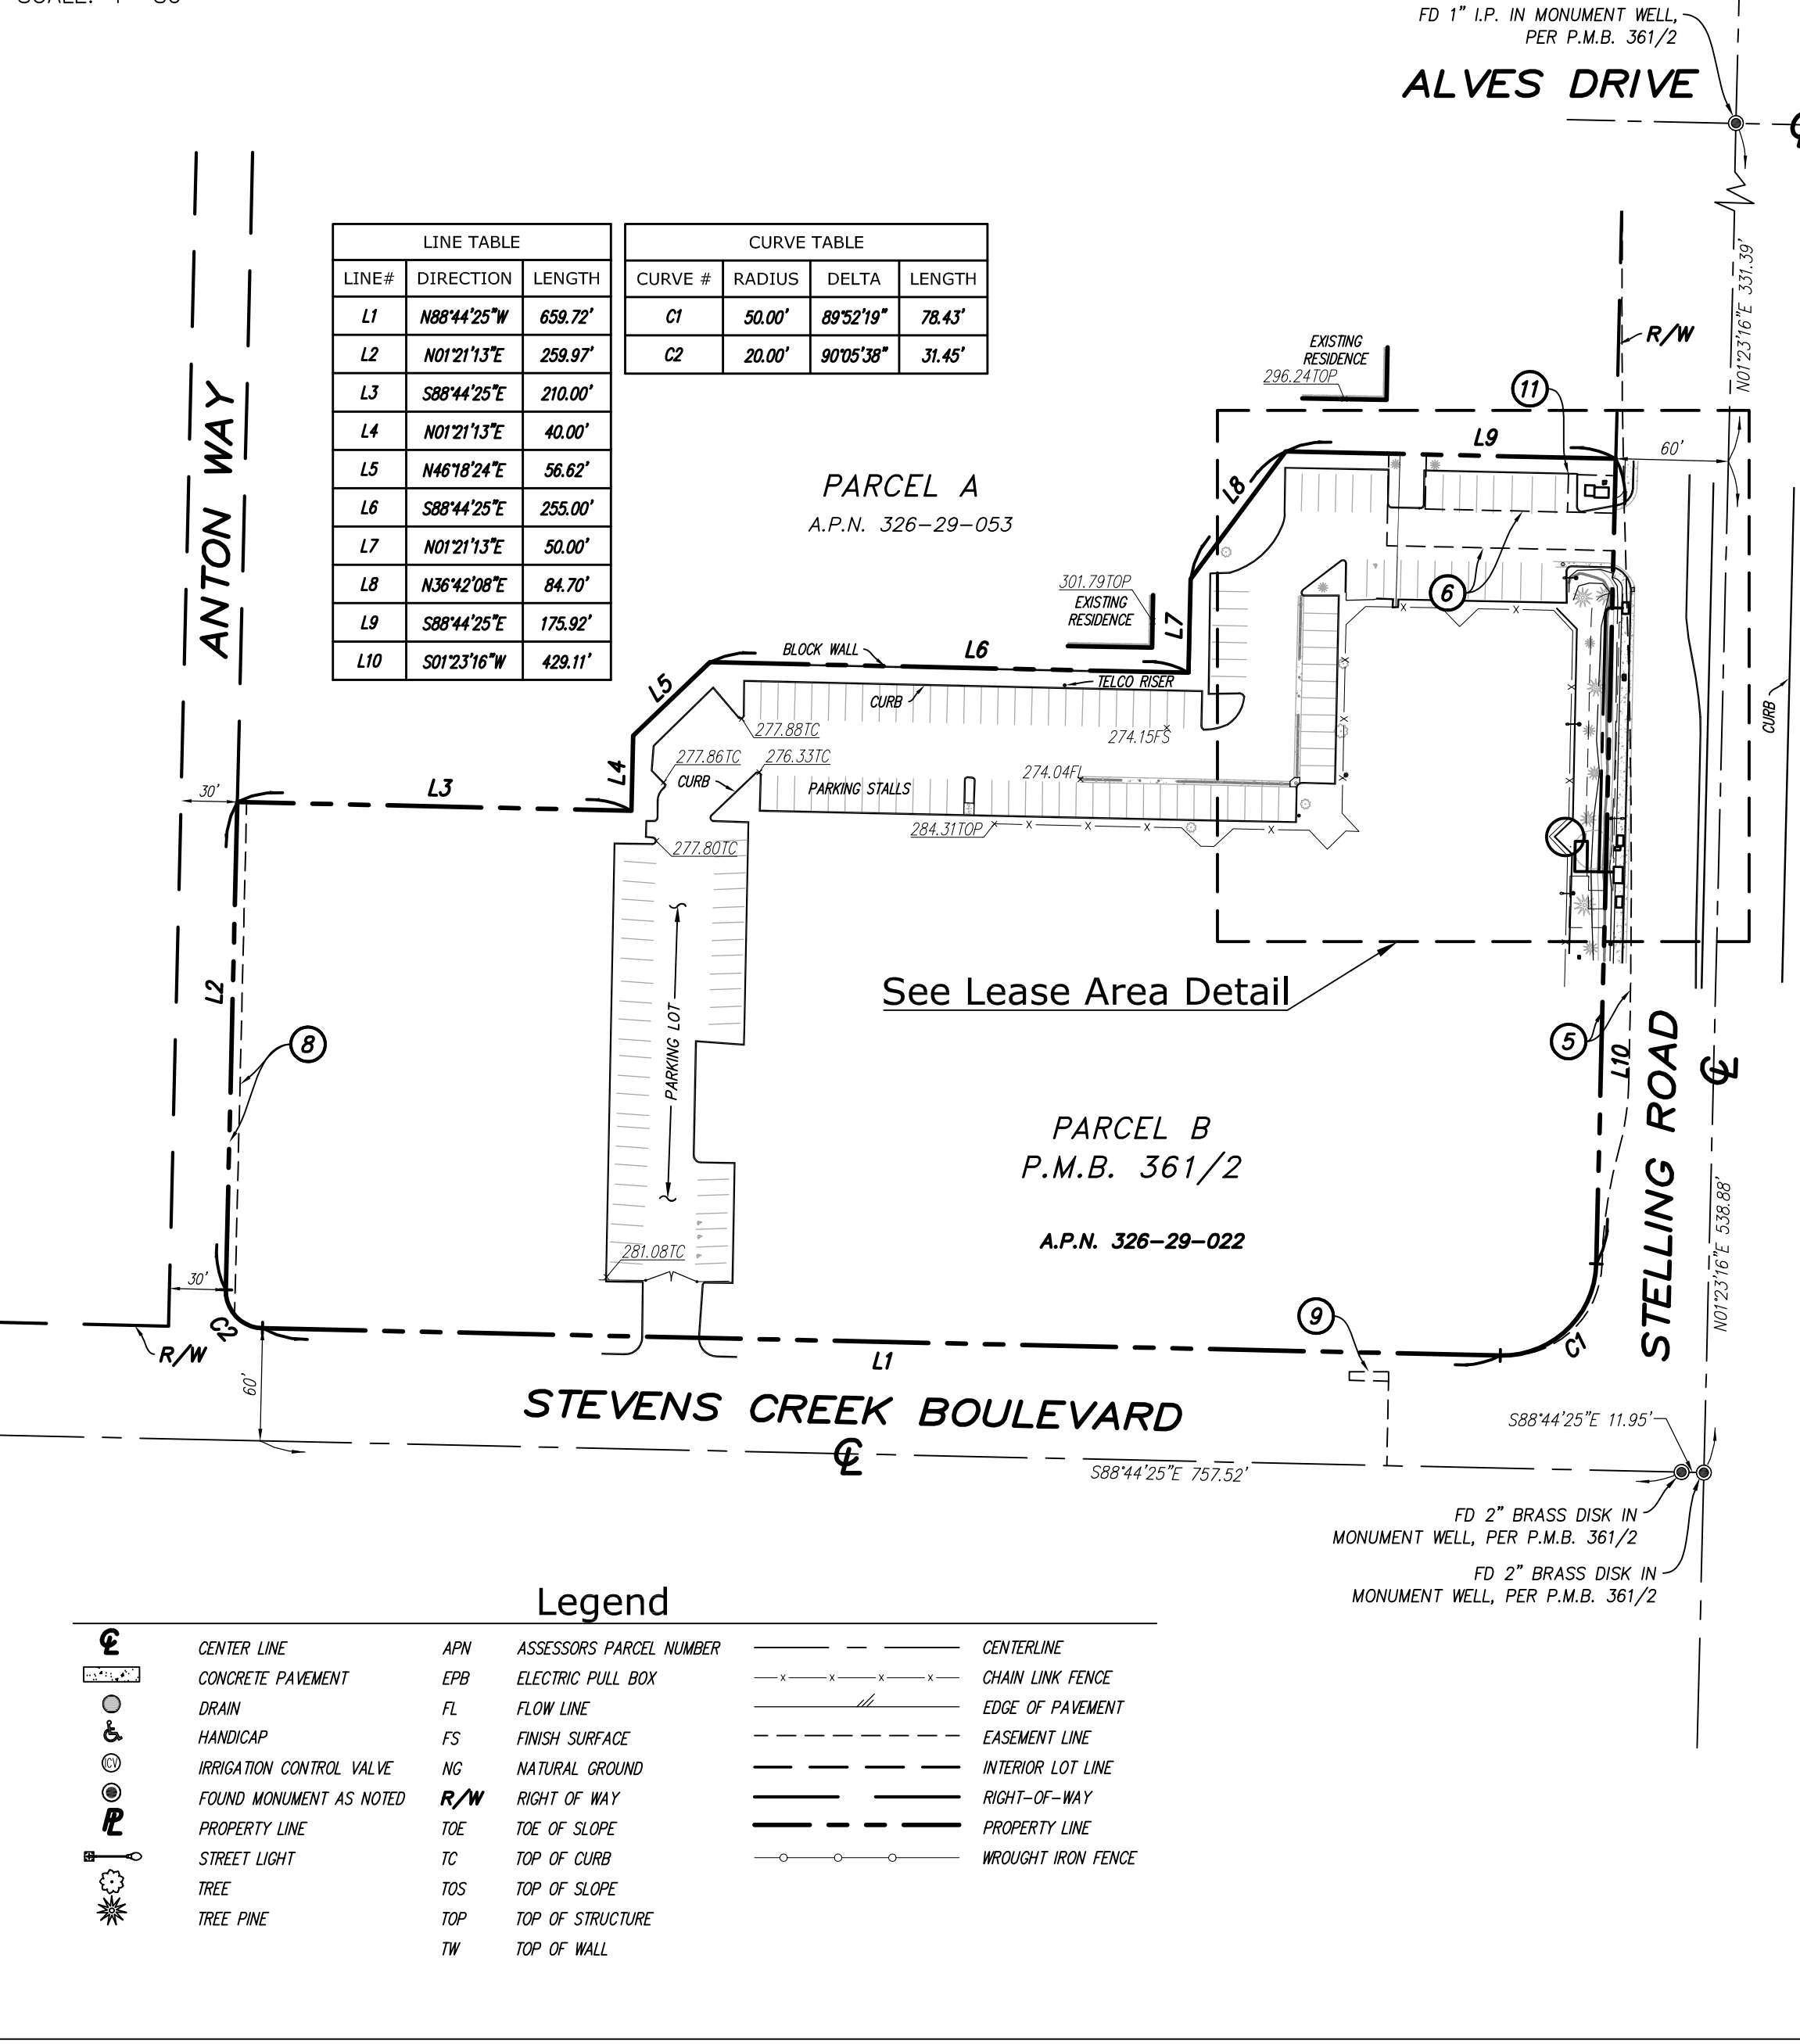 FD 1" I.P. IN MONUMENT WELL,
PER P.M.B. 361/2
ALVES DRIVE
N01°23'16"E 331.39'
R/W
60'
ANTON WAY
LINE TABLE
LINE# DIRECTION LENGTH
L1 N88°44'25"W 659.72'
L2 N01°21'13"E 259.97'
L3 S88°44'25"E 210.00'
L4 N01°21'13"E 40.00'
L5 N46°18'24"E 56.62'
L6 S88°44'25"E 255.00'
L7 N01°21'13"E 50.00'
L8 N36°42'08"E 84.70'
L9 S88°44'25"E 175.92'
L10 S01°23'16"W 429.11'
CURVE TABLE
CURVE # RADIUS DELTA LENGTH
C1 50.00' 89°52'19" 78.43'
C2 20.00' 90°05'38" 31.45'
EXISTING
RESIDENCE
296.24TOP
11
L9
L8
PARCEL A
A.P.N. 326-29-053
301.79TOP
EXISTING
RESIDENCE
L7
6
BLOCK WALL
L6
TELCO RISER
CURB
L5
277.88TC
274.15FS
277.86TC
276.33TC
CURB
PARKING STALLS
274.04FL
L4
30'
L3
284.31TOP
277.80TC
CURB
See Lease Area Detail
L2
8
PARKING LOT
5
L10
STELLING ROAD
PARCEL B
P.M.B. 361/2
A.P.N. 326-29-022
N01°23'16"E 538.88'
281.08TC
30'
C2
R/W
9
C1
L1
60'
STEVENS CREEK BOULEVARD
S88°44'25"E 11.95'
S88°44'25"E 757.52'
FD 2" BRASS DISK IN
MONUMENT WELL, PER P.M.B. 361/2
FD 2" BRASS DISK IN
MONUMENT WELL, PER P.M.B. 361/2
Legend
CENTER LINE APN ASSESSORS PARCEL NUMBER CENTERLINE
CONCRETE PAVEMENT EPB ELECTRIC PULL BOX CHAIN LINK FENCE
DRAIN FL FLOW LINE EDGE OF PAVEMENT
HANDICAP FS FINISH SURFACE EASEMENT LINE
ICV IRRIGATION CONTROL VALVE NG NATURAL GROUND INTERIOR LOT LINE
FOUND MONUMENT AS NOTED R/W RIGHT OF WAY RIGHT-OF-WAY
PROPERTY LINE TOE TOE OF SLOPE PROPERTY LINE
STREET LIGHT TC TOP OF CURB WROUGHT IRON FENCE
TREE TOS TOP OF SLOPE
TREE PINE TOP TOP OF STRUCTURE
TW TOP OF WALL